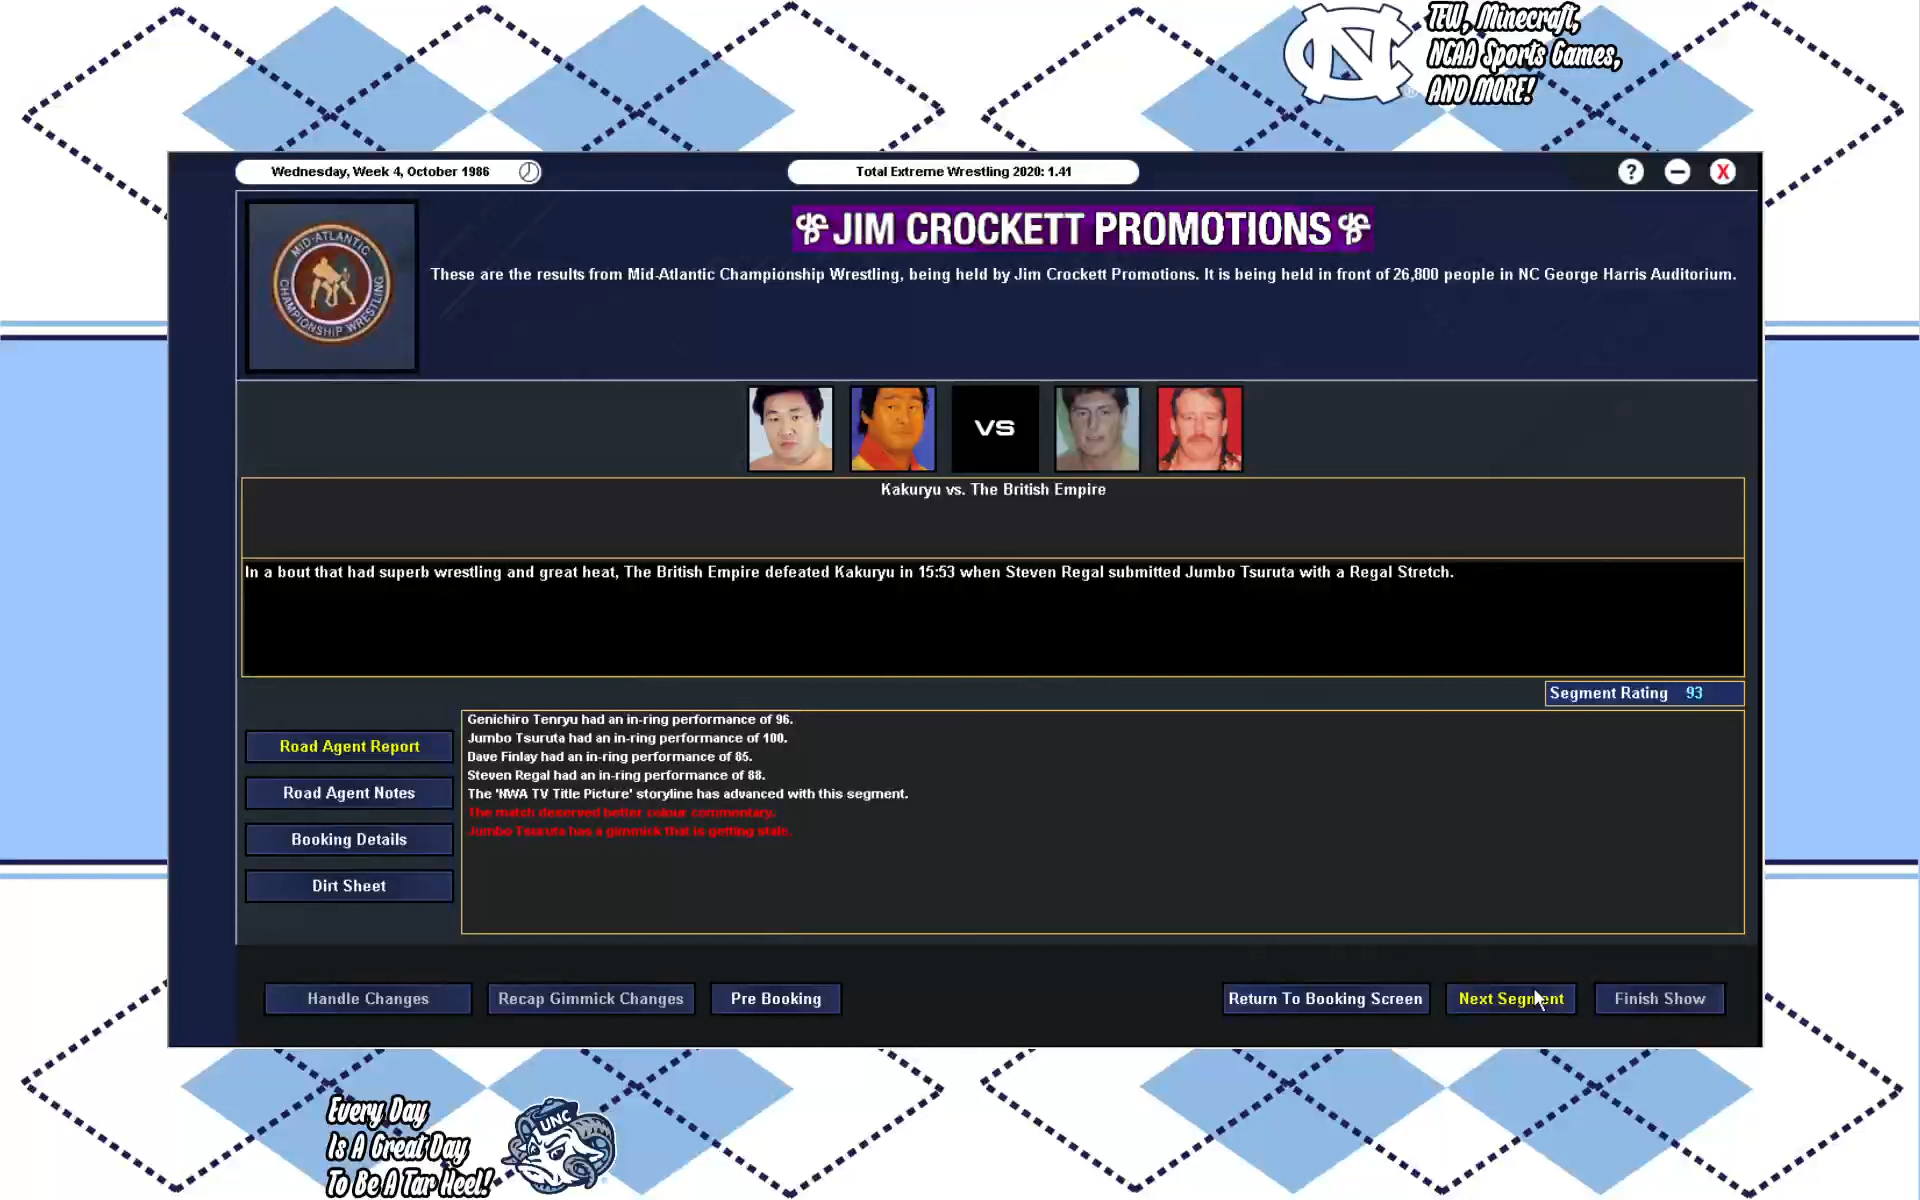 TEW, Minecraft,
NCAA Sports Games,
AND MORE!
Wednesday, Week 4, October 1986
Total Extreme Wrestling 2020: 1.41
?
X
MID-ATLANTIC
CHAMPIONSHIP WRESTLING
JIM CROCKETT PROMOTIONS
These are the results from Mid-Atlantic Championship Wrestling, being held by Jim Crockett Promotions. It is being held in front of 26,800 people in NC George Harris Auditorium.
VS
Kakuryu vs. The British Empire
In a bout that had superb wrestling and great heat, The British Empire defeated Kakuryu in 15:53 when Steven Regal submitted Jumbo Tsuruta with a Regal Stretch.
Segment Rating 93
Road Agent Report
Road Agent Notes
Booking Details
Dirt Sheet
Genichiro Tenryu had an in-ring performance of 96.
Jumbo Tsuruta had an in-ring performance of 100.
Dave Finlay had an in-ring performance of 85.
Steven Regal had an in-ring performance of 88.
The 'NWA TV Title Picture' storyline has advanced with this segment.
The match deserved better colour commentary.
Jumbo Tsuruta has a gimmick that is getting stale.
Handle Changes
Recap Gimmick Changes
Pre Booking
Return To Booking Screen
Next Segment
Finish Show
Every Day
Is A Great Day
To Be A Tar Heel!
UNC